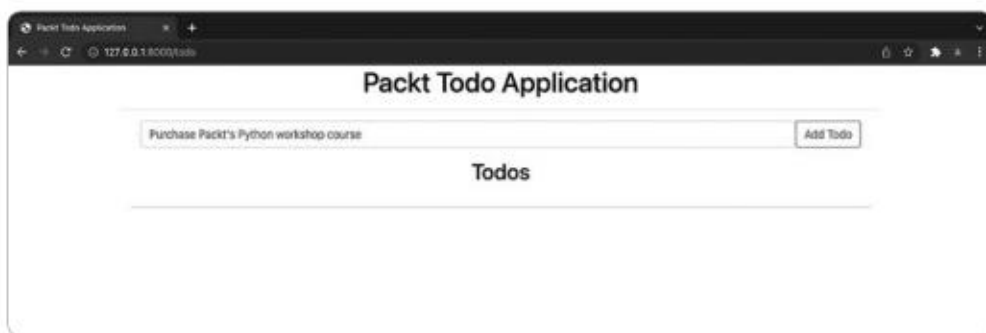 Packt Todo Application
127.0.0.1:8000/todo
Packt Todo Application
Purchase Packt's Python workshop course
Add Todo
Todos